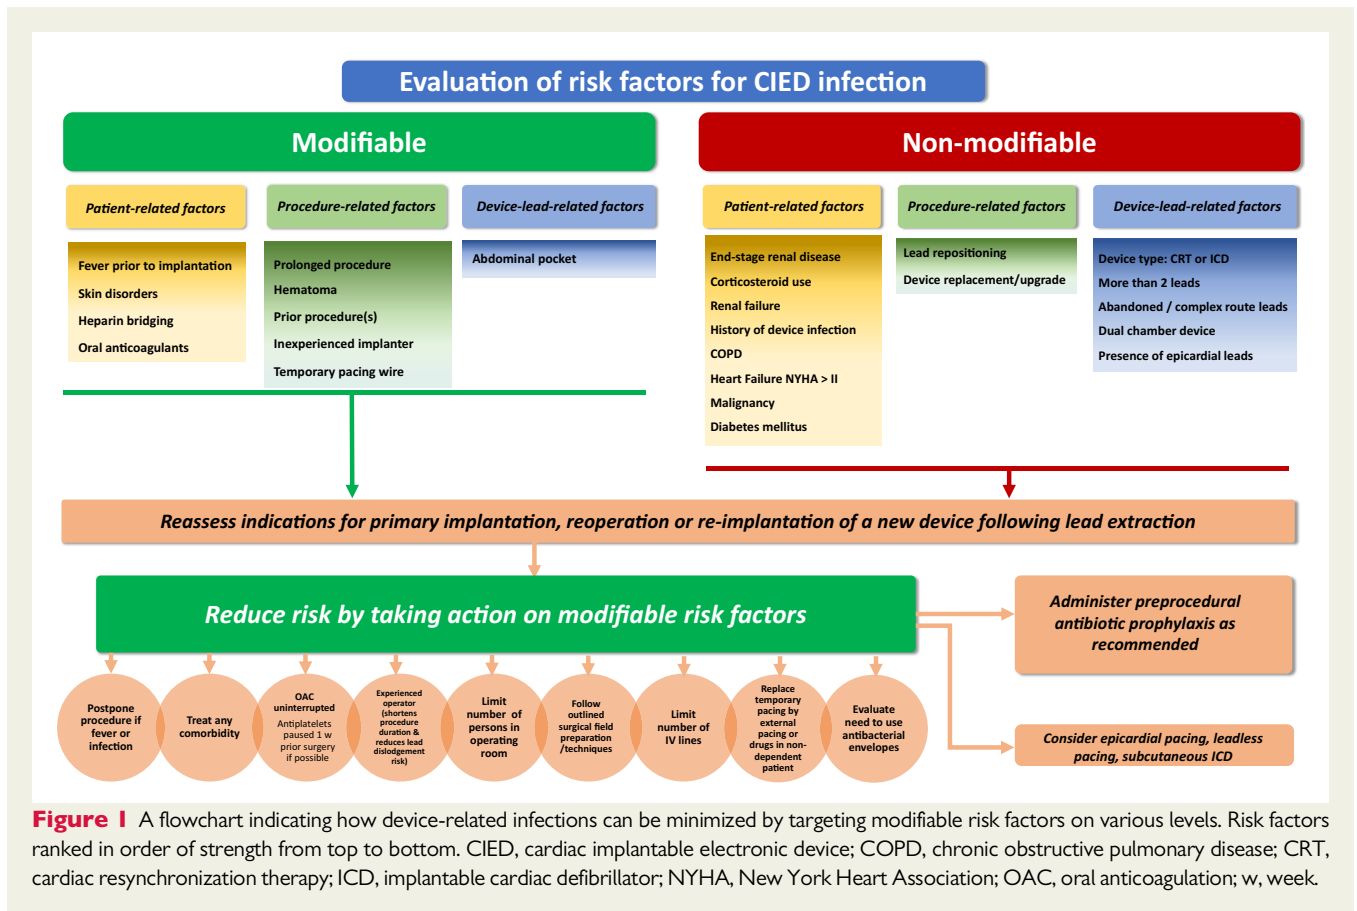 Evaluation of risk factors for CIED infection
Modifiable
Patient-related factors
Fever prior to implantation
Skin disorders
Heparin bridging
Oral anticoagulants
Procedure-related factors
Prolonged procedure
Hematoma
Prior procedure(s)
Inexperienced implanter
Temporary pacing wire
Device-lead-related factors
Abdominal pocket
Non-modifiable
Patient-related factors
End-stage renal disease
Corticosteroid use
Renal failure
History of device infection
COPD
Heart Failure NYHA > II
Malignancy
Diabetes mellitus
Procedure-related factors
Lead repositioning
Device replacement/upgrade
Device-lead-related factors
Device type: CRT or ICD
More than 2 leads
Abandoned / complex route leads
Dual chamber device
Presence of epicardial leads
Reassess indications for primary implantation, reoperation or re-implantation of a new device following lead extraction
Reduce risk by taking action on modifiable risk factors
Administer preprocedural
antibiotic prophylaxis as
recommended
Consider epicardial pacing, leadless
pacing, subcutaneous ICD
Postpone
procedure if
fever or
infection
Treat any
comorbidity
OAC
uninterrupted
Antiplatelets
paused 1 w
prior surgery
if possible
Experienced
operator
(shortens
procedure
duration &
reduces lead
dislodgement
risk)
Limit
number of
persons in
operating
room
Follow
outlined
surgical field
preparation
/techniques
Limit
number of
IV lines
Replace
temporary
pacing by
external
pacing or
drugs in non-
dependent
patient
Evaluate
need to use
antibacterial
envelopes
Figure 1 A flowchart indicating how device-related infections can be minimized by targeting modifiable risk factors on various levels. Risk factors
ranked in order of strength from top to bottom. CIED, cardiac implantable electronic device; COPD, chronic obstructive pulmonary disease; CRT,
cardiac resynchronization therapy; ICD, implantable cardiac defibrillator; NYHA, New York Heart Association; OAC, oral anticoagulation; w, week.